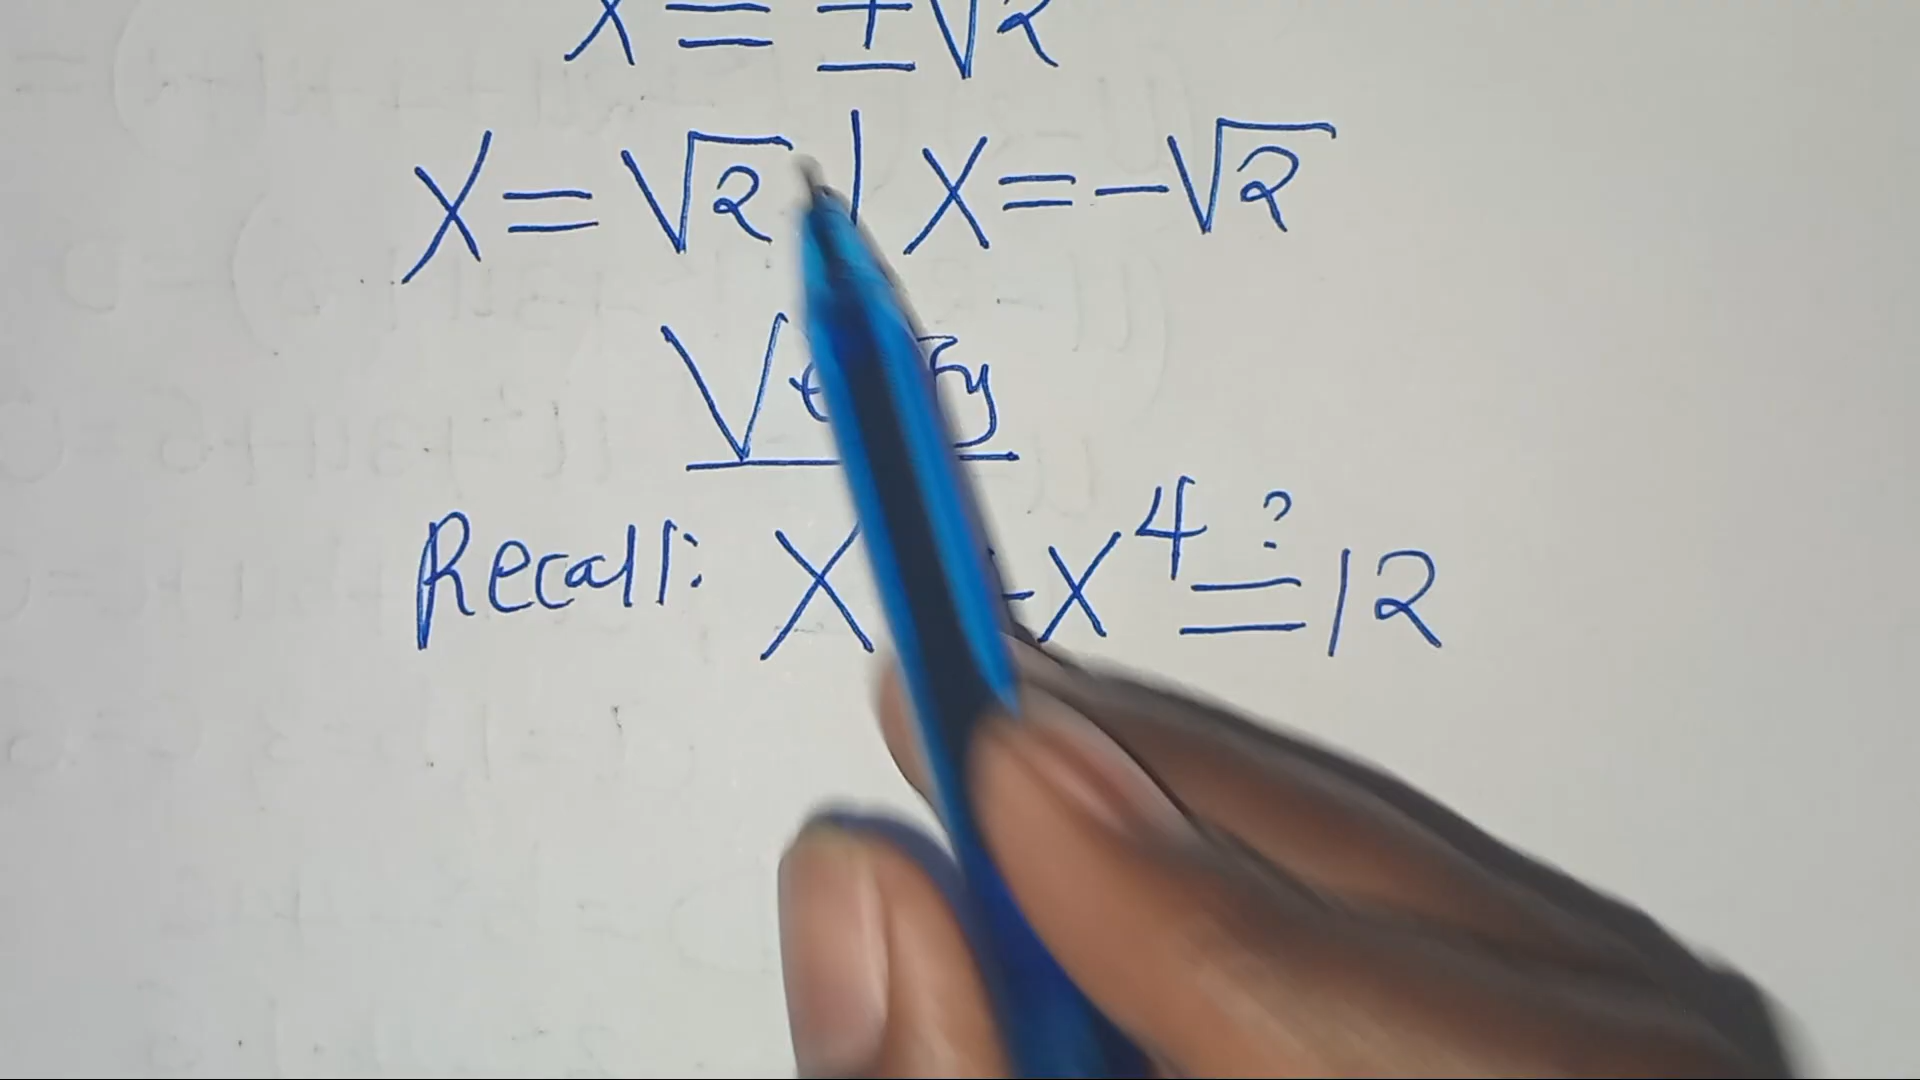 X = ±√2
X = √2 | X = -√2
Recall: X -X⁴ ≟ 12